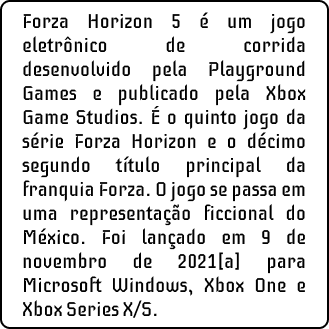 Forza Horizon 5 é um jogo
eletrônico de corrida
desenvolvido pela Playground
Games e publicado pela Xbox
Game Studios. É o quinto jogo da
série Forza Horizon e o décimo
segundo título principal da
franquia Forza. O jogo se passa em
uma representação ficcional do
México. Foi lançado em 9 de
novembro de 2021[a] para
Microsoft Windows, Xbox One e
Xbox Series X/S.